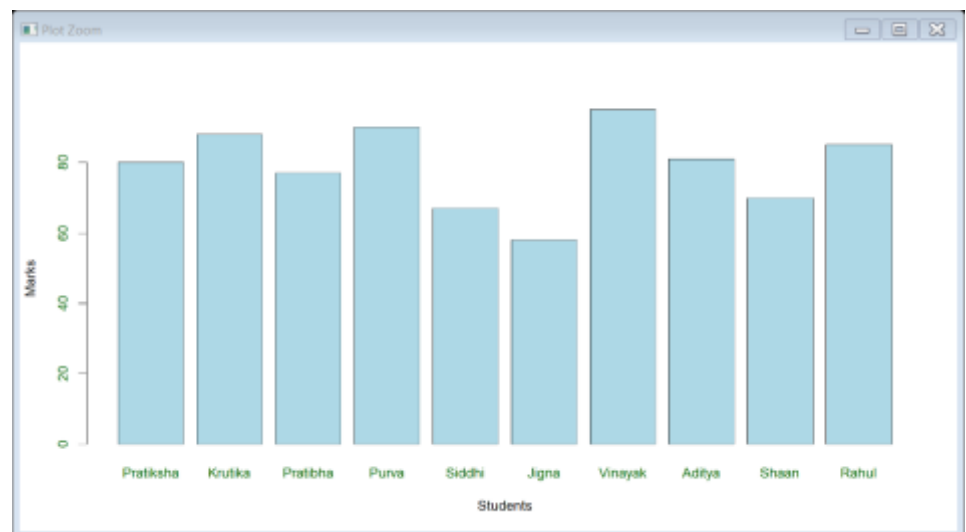 Plot Zoom
80
60
40
20
0
Marks
Pratiksha Krutika Pratibha Purva Siddhi Jigna Vinayak Aditya Shaan Rahul
Students